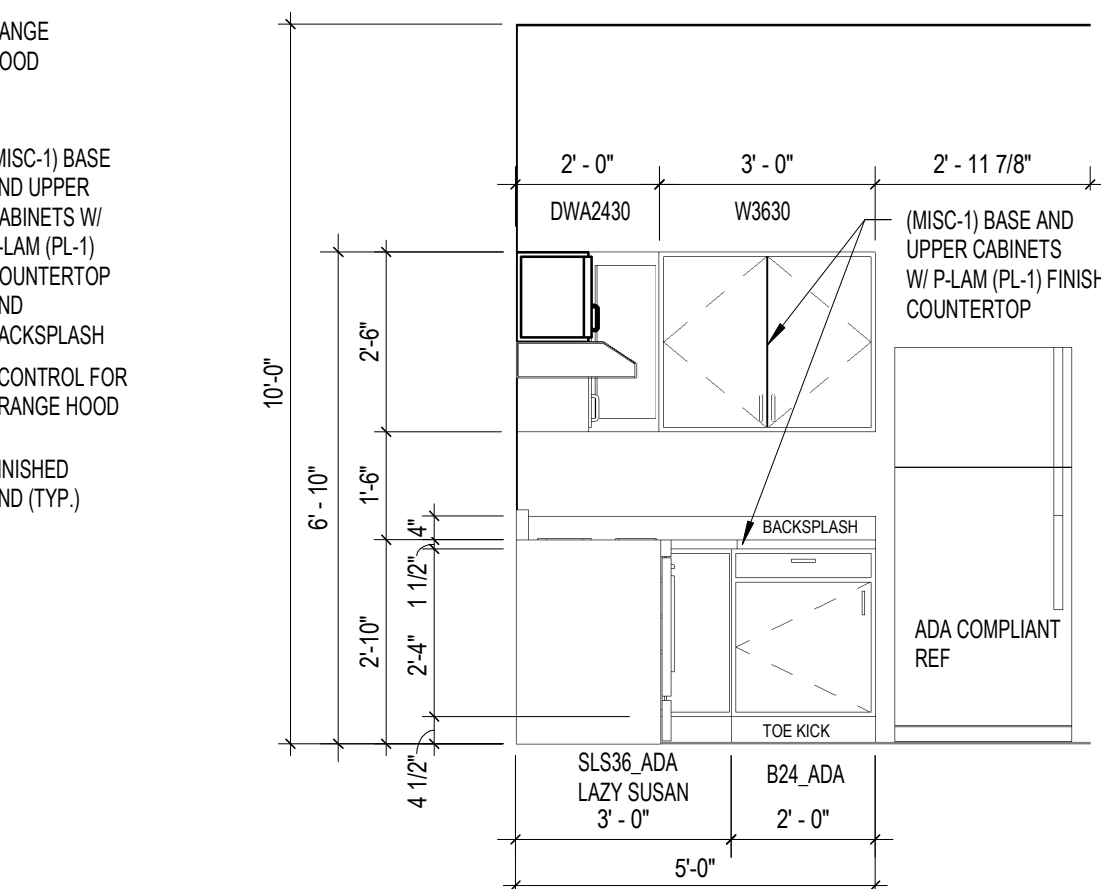 ANGE
OOD
MISC-1) BASE
ND UPPER
ABINETS W/
-LAM (PL-1)
OUNTERTOP
ND
ACKSPLASH
CONTROL FOR
RANGE HOOD
INISHED
ND (TYP.)
2' - 0"
3' - 0"
2' - 11 7/8"
DWA2430
W3630
(MISC-1) BASE AND
UPPER CABINETS
W/ P-LAM (PL-1) FINISH
COUNTERTOP
10'-0"
6' - 10"
2'-6"
1'-6"
2'-10"
4"
1 1/2"
2'-4"
4 1/2"
BACKSPLASH
ADA COMPLIANT
REF
TOE KICK
SLS36_ADA
LAZY SUSAN
3' - 0"
B24_ADA
2' - 0"
5'-0"